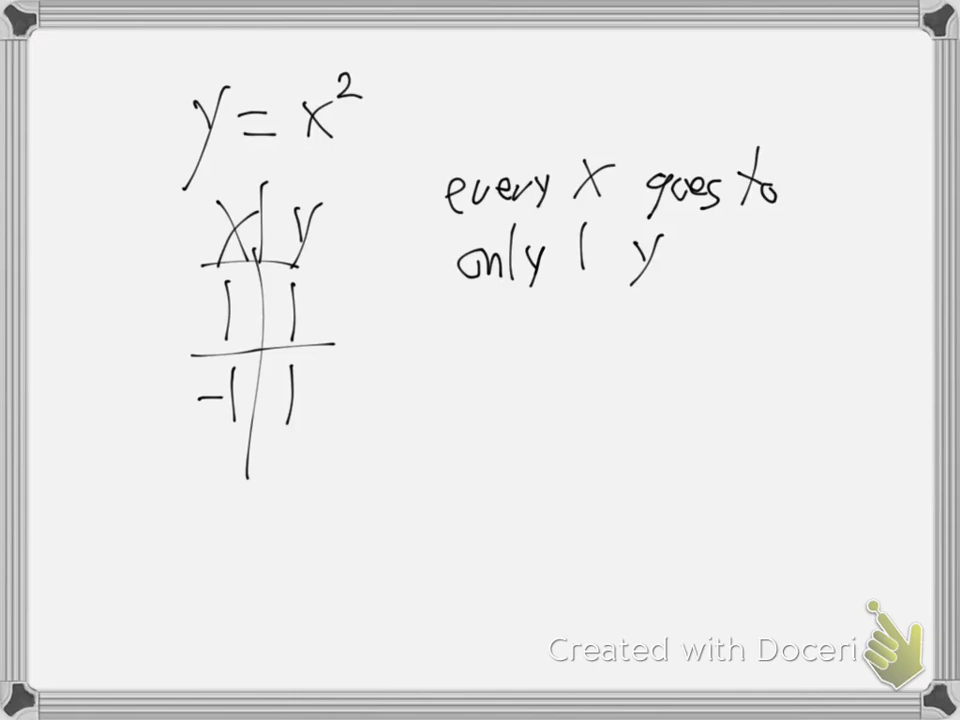 y = x²
x y
1 1
-1 1
every x goes to
only 1 y
Created with Doceri